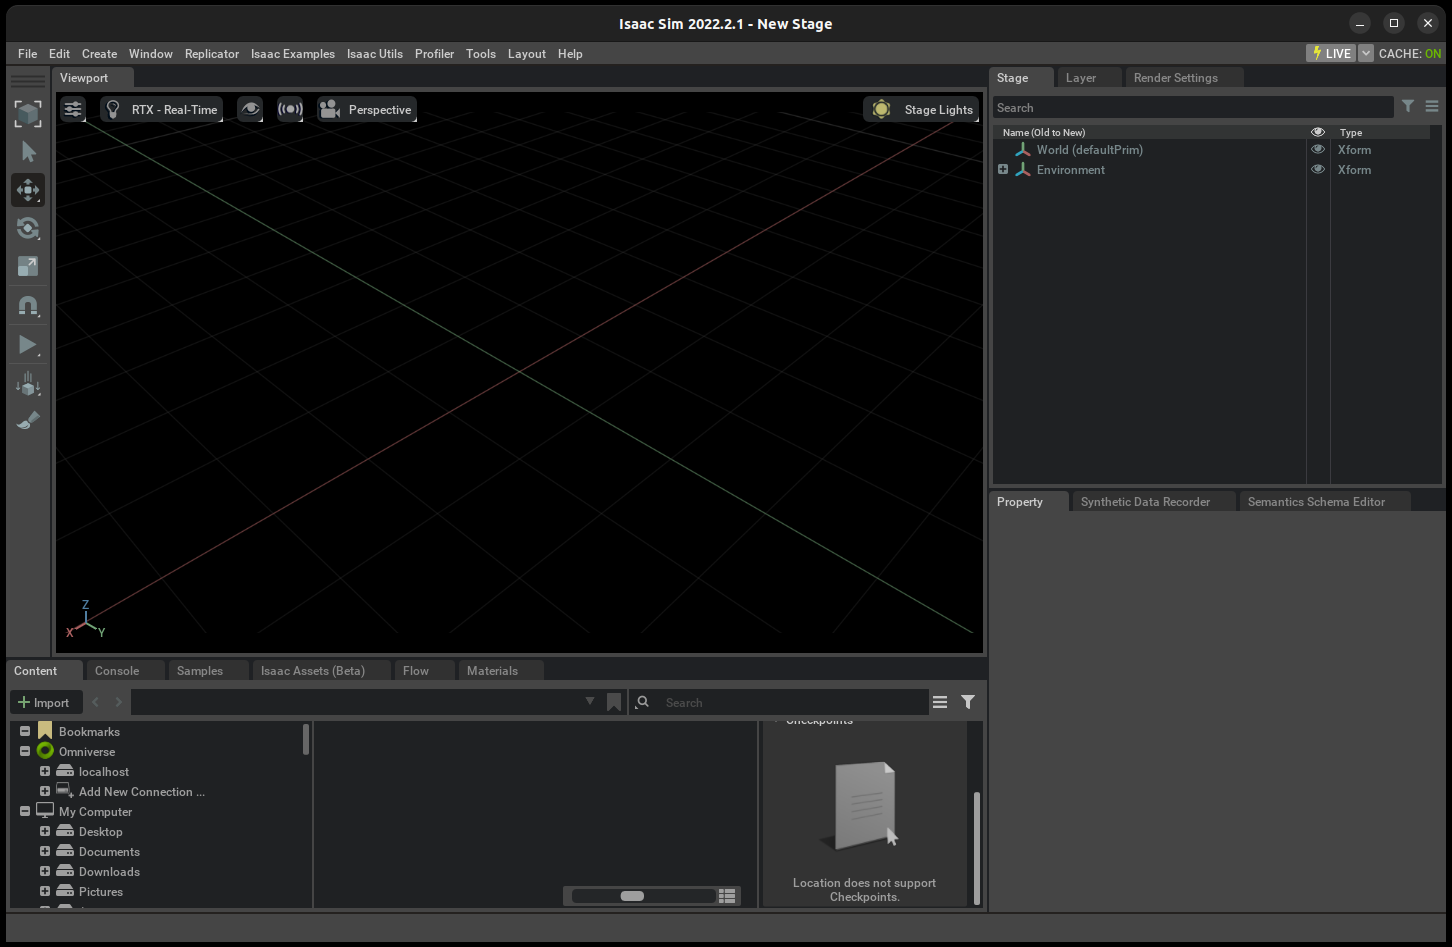 Isaac Sim 2022.2.1 - New Stage
File Edit Create Window Replicator Isaac Examples Isaac Utils Profiler Tools Layout Help
LIVE CACHE: ON
Viewport
RTX - Real-Time
Perspective
Stage Lights
Z
X
Y
Stage Layer Render Settings
Search
Name (Old to New) Type
World (defaultPrim) Xform
Environment Xform
Property Synthetic Data Recorder Semantics Schema Editor
Content Console Samples Isaac Assets (Beta) Flow Materials
Import
Search
Bookmarks
Omniverse
localhost
Add New Connection ...
My Computer
Desktop
Documents
Downloads
Pictures
Checkpoints
Location does not support
Checkpoints.